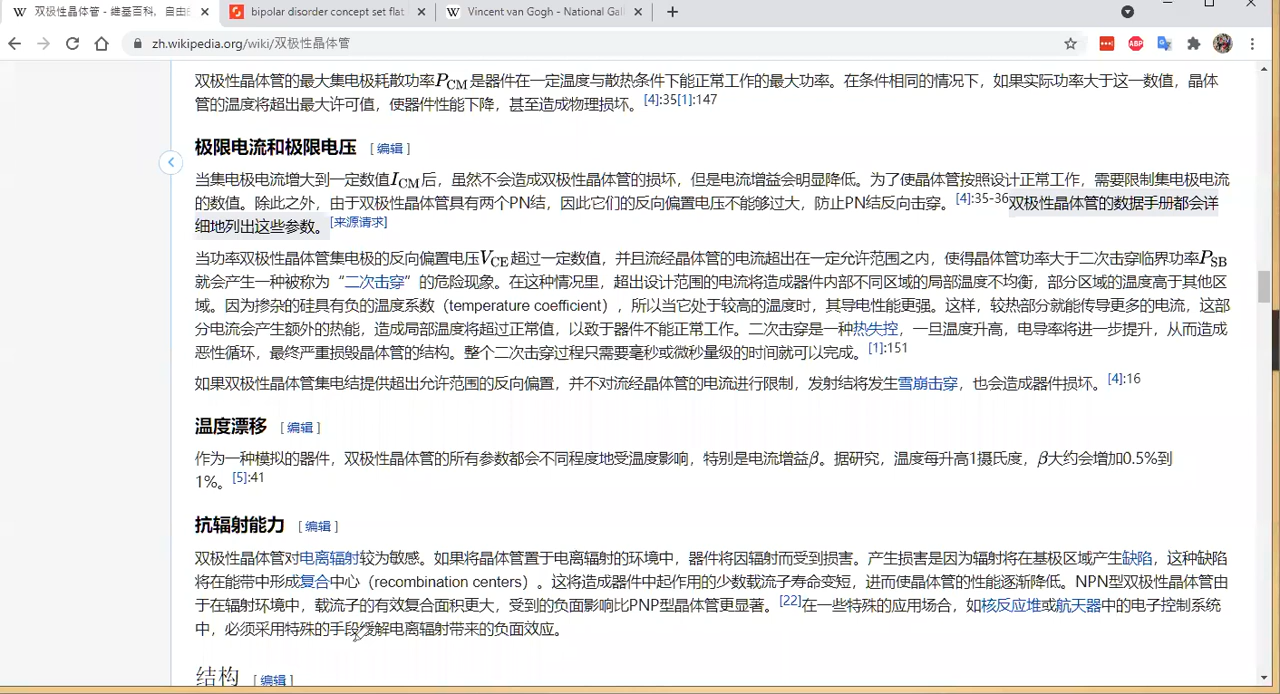 双极性晶体管 - 维基百科，自由
bipolar disorder concept set flat
Vincent van Gogh - National Gal
zh.wikipedia.org/wiki/双极性晶体管
ABP
双极性晶体管的最大集电极耗散功率PCM是器件在一定温度与散热条件下能正常工作的最大功率。在条件相同的情况下，如果实际功率大于这一数值，晶体
管的温度将超出最大许可值，使器件性能下降，甚至造成物理损坏。[4]:35[1]:147
极限电流和极限电压 [编辑]
当集电极电流增大到一定数值ICM后，虽然不会造成双极性晶体管的损坏，但是电流增益会明显降低。为了使晶体管按照设计正常工作，需要限制集电极电流
的数值。除此之外，由于双极性晶体管具有两个PN结，因此它们的反向偏置电压不能够过大，防止PN结反向击穿。[4]:35-36双极性晶体管的数据手册都会详
细地列出这些参数。[来源请求]
当功率双极性晶体管集电极的反向偏置电压VCE超过一定数值，并且流经晶体管的电流超出在一定允许范围之内，使得晶体管功率大于二次击穿临界功率PSB
就会产生一种被称为“二次击穿”的危险现象。在这种情况里，超出设计范围的电流将造成器件内部不同区域的局部温度不均衡，部分区域的温度高于其他区
域。因为掺杂的硅具有负的温度系数（temperature coefficient），所以当它处于较高的温度时，其导电性能更强。这样，较热部分就能传导更多的电流，这部
分电流会产生额外的热能，造成局部温度将超过正常值，以致于器件不能正常工作。二次击穿是一种热失控，一旦温度升高，电导率将进一步提升，从而造成
恶性循环，最终严重损毁晶体管的结构。整个二次击穿过程只需要毫秒或微秒量级的时间就可以完成。[1]:151
如果双极性晶体管集电结提供超出允许范围的反向偏置，并不对流经晶体管的电流进行限制，发射结将发生雪崩击穿，也会造成器件损坏。[4]:16
温度漂移 [编辑]
作为一种模拟的器件，双极性晶体管的所有参数都会不同程度地受温度影响，特别是电流增益β。据研究，温度每升高1摄氏度，β大约会增加0.5%到
1%。[5]:41
抗辐射能力 [编辑]
双极性晶体管对电离辐射较为敏感。如果将晶体管置于电离辐射的环境中，器件将因辐射而受到损害。产生损害是因为辐射将在基极区域产生缺陷，这种缺陷
将在能带中形成复合中心（recombination centers）。这将造成器件中起作用的少数载流子寿命变短，进而使晶体管的性能逐渐降低。NPN型双极性晶体管由
于在辐射环境中，载流子的有效复合面积更大，受到的负面影响比PNP型晶体管更显著。[22]在一些特殊的应用场合，如核反应堆或航天器中的电子控制系统
中，必须采用特殊的手段缓解电离辐射带来的负面效应。
结构 [编辑]